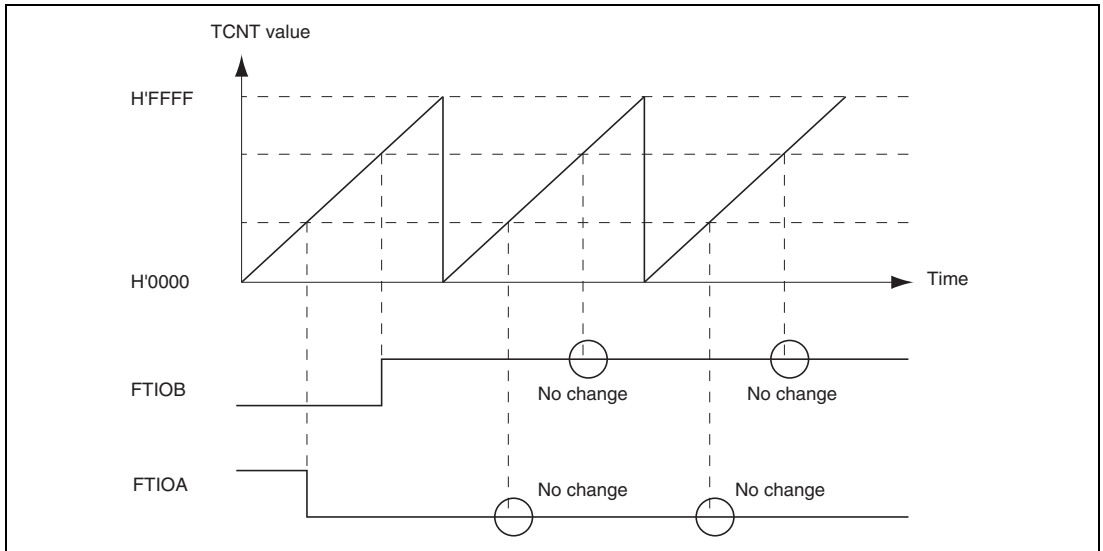 TCNT value
H'FFFF
H'0000
Time
FTIOB
No change
No change
FTIOA
No change
No change